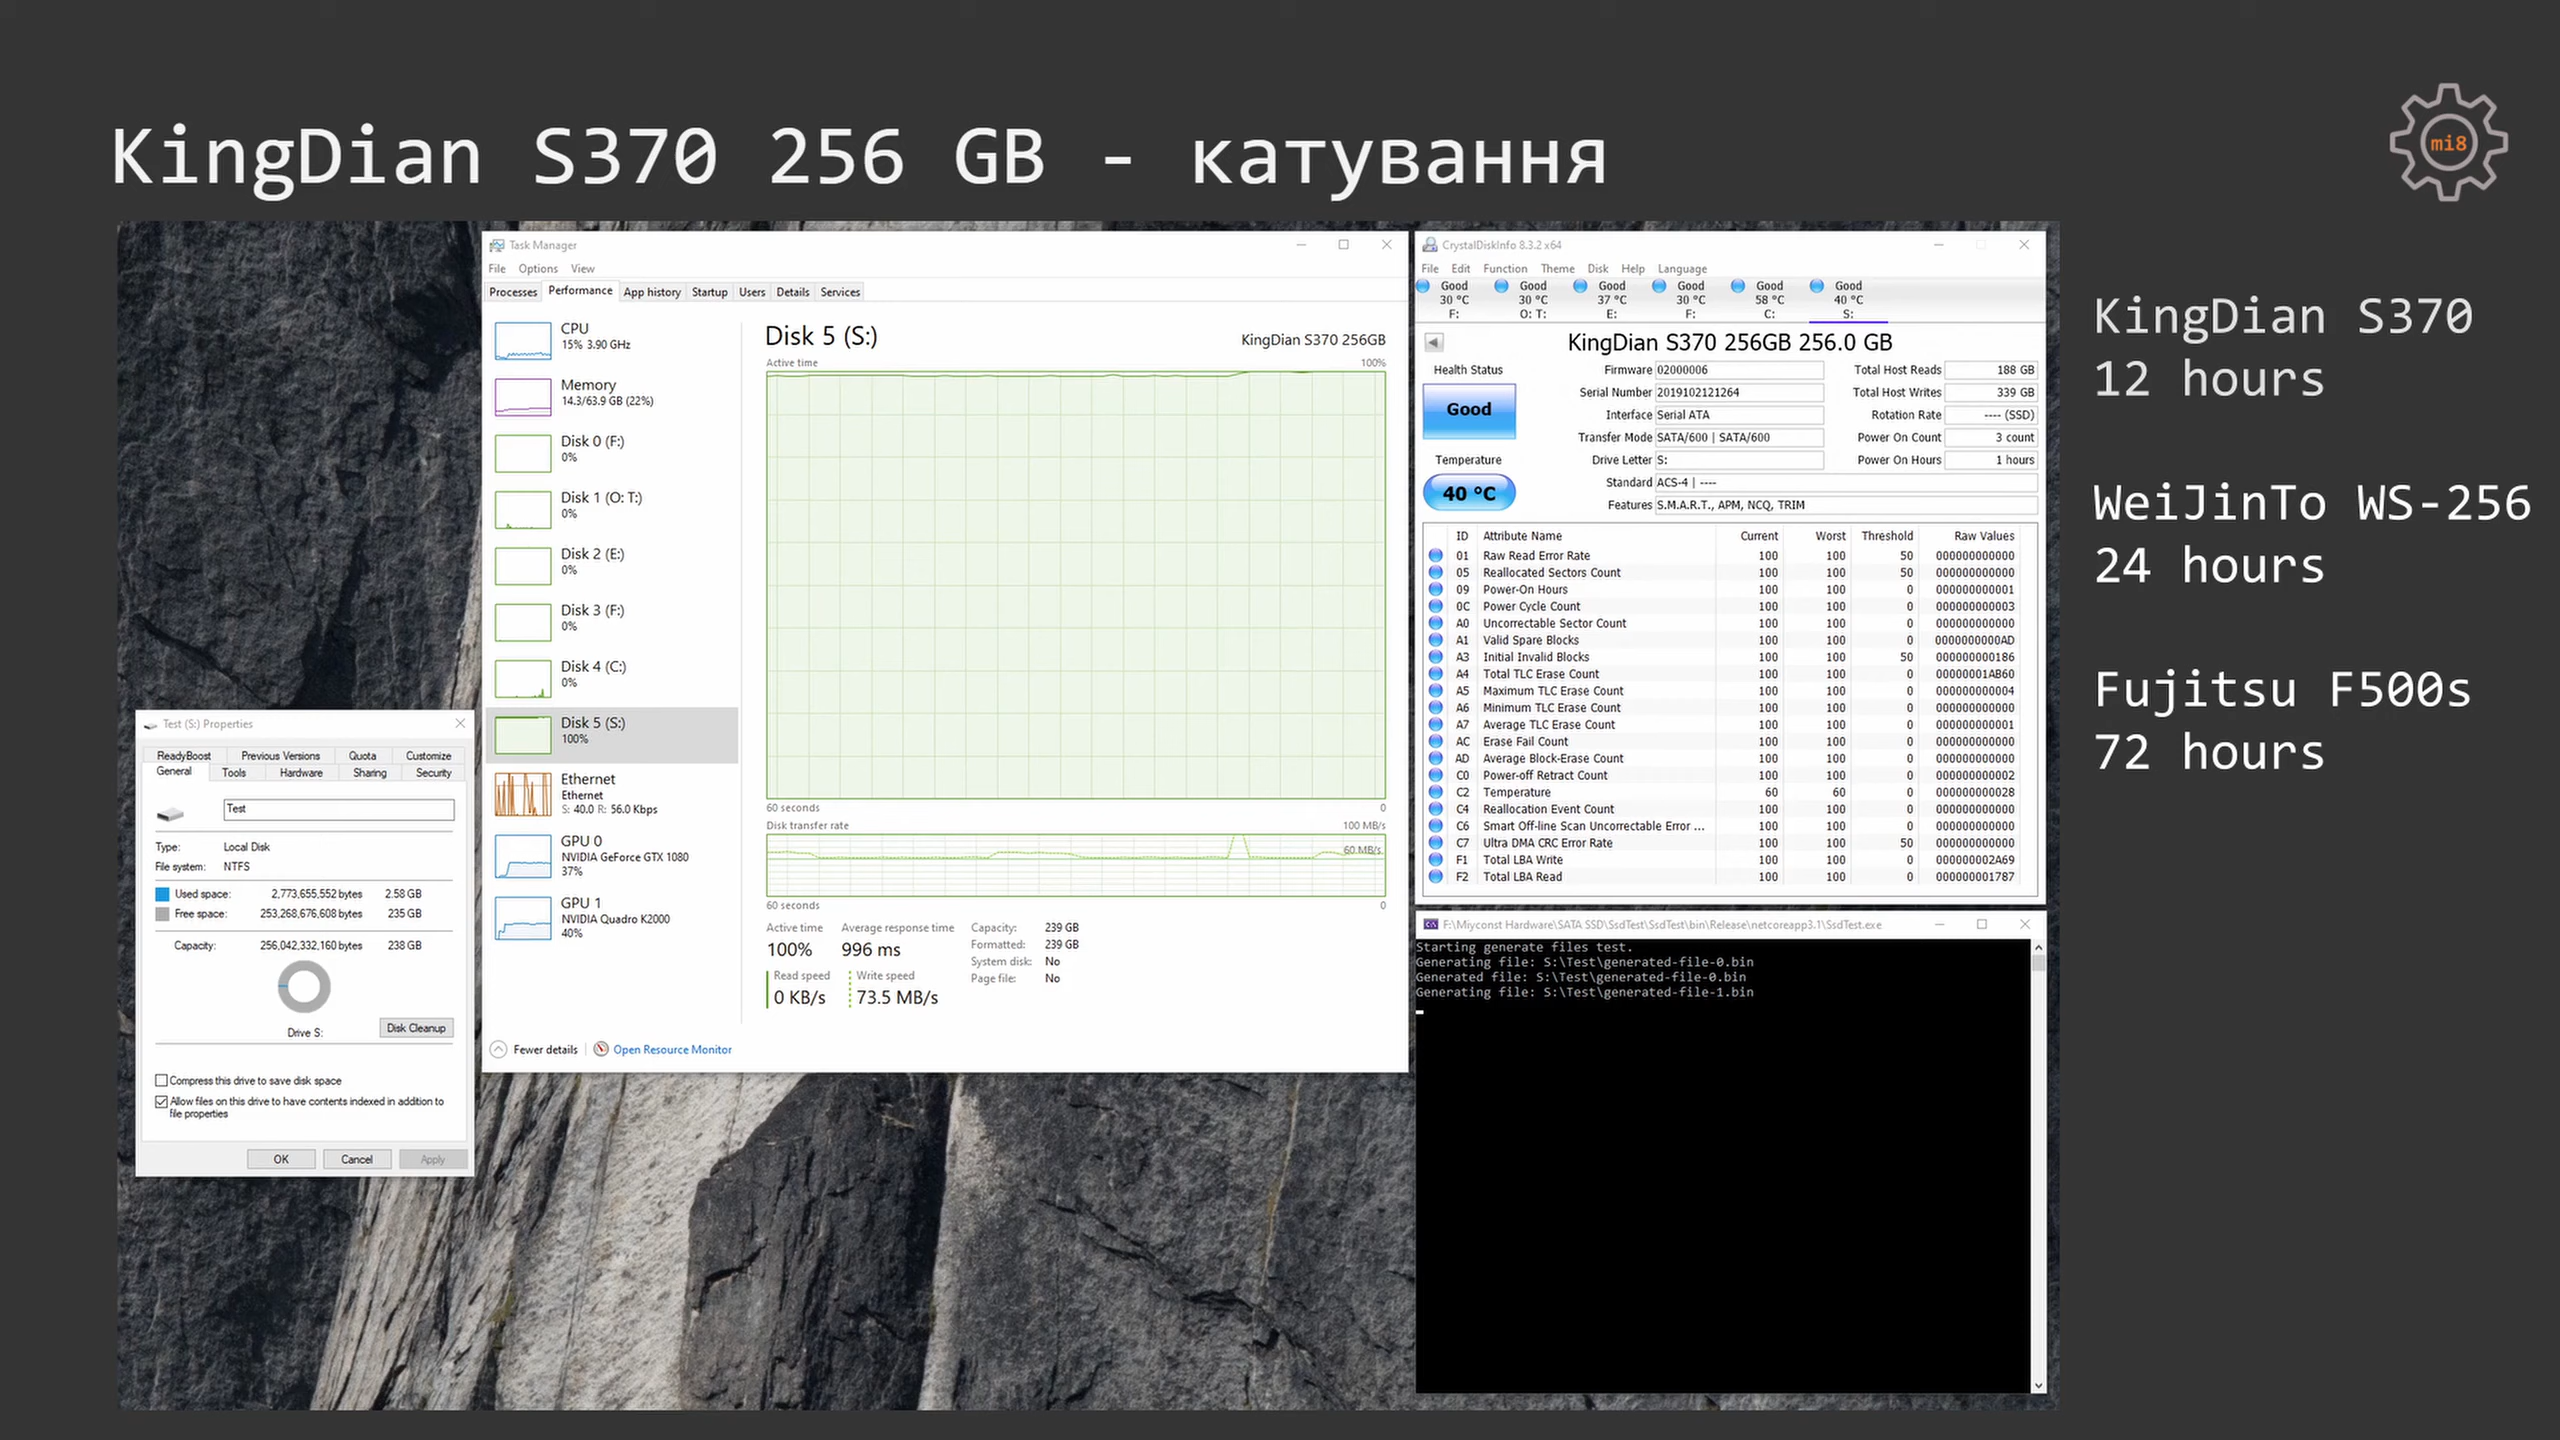 KingDian S370 256 GB - катування
mi8
Task Manager
File Options View
Processes Performance App history Startup Users Details Services
CPU
15% 3.90 GHz
Memory
14.3/63.9 GB (22%)
Disk 0 (F:)
0%
Disk 1 (O: T:)
0%
Disk 2 (E:)
0%
Disk 3 (F:)
0%
Disk 4 (C:)
0%
Disk 5 (S:)
100%
Ethernet
Ethernet
S: 40.0 R: 56.0 Kbps
GPU 0
NVIDIA GeForce GTX 1080
37%
GPU 1
NVIDIA Quadro K2000
40%
Disk 5 (S:) KingDian S370 256GB
Active time 100%
60 seconds 0
Disk transfer rate 100 MB/s
60 MB/s
60 seconds 0
Active time Average response time
100% 996 ms
Read speed Write speed
0 KB/s 73.5 MB/s
Capacity: 239 GB
Formatted: 239 GB
System disk: No
Page file: No
Fewer details Open Resource Monitor
Test (S:) Properties
ReadyBoost Previous Versions Quota Customize
General Tools Hardware Sharing Security
Test
Type: Local Disk
File system: NTFS
Used space: 2,773,655,552 bytes 2.58 GB
Free space: 253,268,676,608 bytes 235 GB
Capacity: 256,042,332,160 bytes 238 GB
Drive S: Disk Cleanup
Compress this drive to save disk space
Allow files on this drive to have contents indexed in addition to
file properties
OK Cancel Apply
CrystalDiskInfo 8.3.2 x64
File Edit Function Theme Disk Help Language
Good Good Good Good Good Good
30 °C 30 °C 37 °C 30 °C 58 °C 40 °C
F: O: T: E: F: C: S:
KingDian S370 256GB 256.0 GB
Health Status
Good
Temperature
40 °C
Firmware 02000006 Total Host Reads 188 GB
Serial Number 2019102121264 Total Host Writes 339 GB
Interface Serial ATA Rotation Rate ---- (SSD)
Transfer Mode SATA/600 | SATA/600 Power On Count 3 count
Drive Letter S: Power On Hours 1 hours
Standard ACS-4 | ----
Features S.M.A.R.T., APM, NCQ, TRIM
ID Attribute Name Current Worst Threshold Raw Values
01 Raw Read Error Rate 100 100 50 000000000000
05 Reallocated Sectors Count 100 100 50 000000000000
09 Power-On Hours 100 100 0 000000000001
0C Power Cycle Count 100 100 0 000000000003
A0 Uncorrectable Sector Count 100 100 0 000000000000
A1 Valid Spare Blocks 100 100 0 0000000000AD
A3 Initial Invalid Blocks 100 100 50 000000000186
A4 Total TLC Erase Count 100 100 0 00000001AB60
A5 Maximum TLC Erase Count 100 100 0 000000000004
A6 Minimum TLC Erase Count 100 100 0 000000000000
A7 Average TLC Erase Count 100 100 0 000000000001
AC Erase Fail Count 100 100 0 000000000000
AD Average Block-Erase Count 100 100 0 000000000000
C0 Power-off Retract Count 100 100 0 000000000002
C2 Temperature 60 60 0 000000000028
C4 Reallocation Event Count 100 100 0 000000000000
C6 Smart Off-line Scan Uncorrectable Error ... 100 100 0 000000000000
C7 Ultra DMA CRC Error Rate 100 100 50 000000000000
F1 Total LBA Write 100 100 0 000000002A69
F2 Total LBA Read 100 100 0 000000001787
F:\Miyconst Hardware\SATA SSD\SsdTest\SsdTest\bin\Release\netcoreapp3.1\SsdTest.exe
Starting generate files test.
Generating file: S:\Test\generated-file-0.bin
Generated file: S:\Test\generated-file-0.bin
Generating file: S:\Test\generated-file-1.bin
KingDian S370
12 hours
WeiJinTo WS-256
24 hours
Fujitsu F500s
72 hours